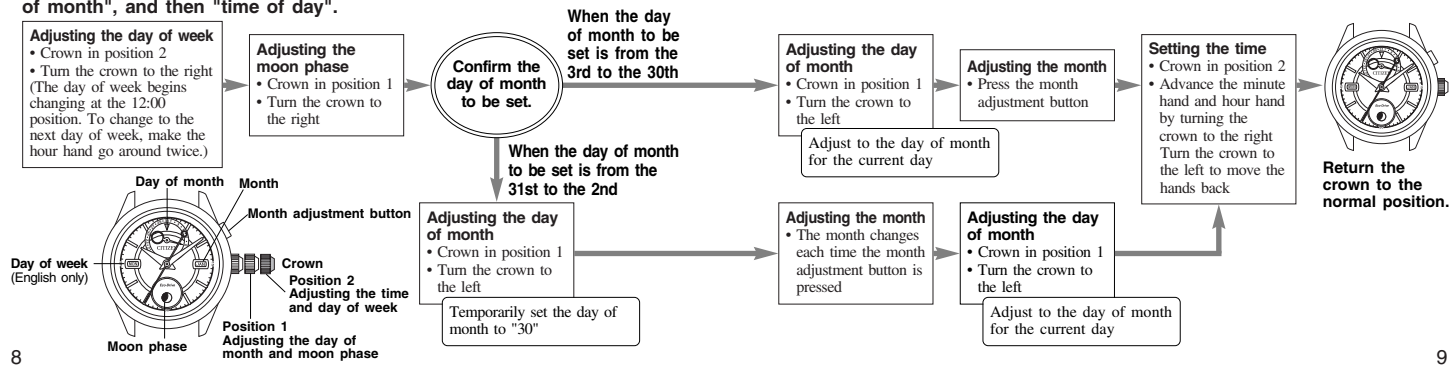 of month", and then "time of day".
Adjusting the day of week
• Crown in position 2
• Turn the crown to the right
(The day of week begins
changing at the 12:00
position. To change to the
next day of week, make the
hour hand go around twice.)
Adjusting the
moon phase
• Crown in position 1
• Turn the crown to
the right
Confirm the
day of month
to be set.
When the day
of month to be
set is from the
3rd to the 30th
Adjusting the day
of month
• Crown in position 1
• Turn the crown to
the left
Adjust to the day of month
for the current day
Adjusting the month
• Press the month
adjustment button
Setting the time
• Crown in position 2
• Advance the minute
hand and hour hand
by turning the
crown to the right
Turn the crown to
the left to move the
hands back
CITIZEN
Eco-Drive
Return the
crown to the
normal position.
When the day of month
to be set is from the
31st to the 2nd
Adjusting the day
of month
• Crown in position 1
• Turn the crown to
the left
Temporarily set the day of
month to "30"
Adjusting the month
• The month changes
each time the month
adjustment button is
pressed
Adjusting the day
of month
• Crown in position 1
• Turn the crown to
the left
Adjust to the day of month
for the current day
Day of month
Month
Month adjustment button
CITIZEN
Eco-Drive
Day of week
(English only)
Crown
Position 2
Adjusting the time
and day of week
Position 1
Adjusting the day of
month and moon phase
Moon phase
8
9